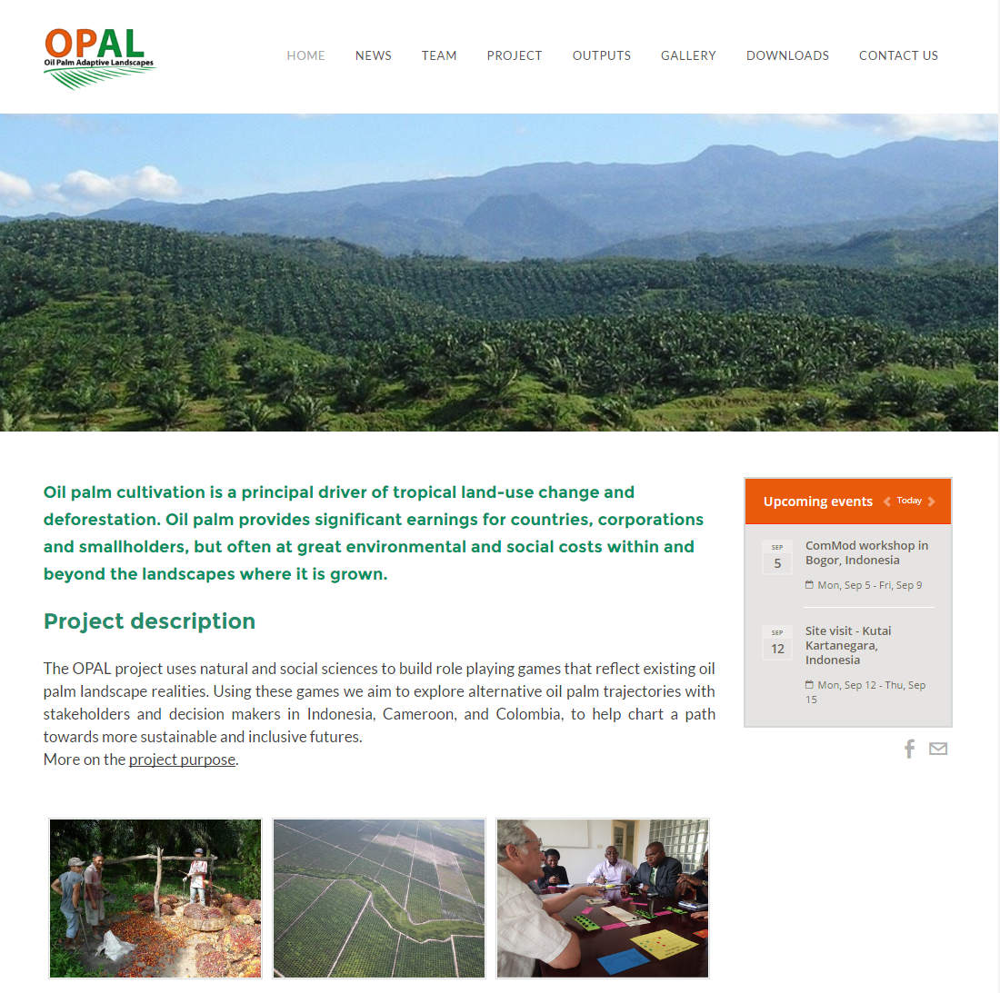 OPAL
Oil Palm Adaptive Landscapes
HOME NEWS TEAM PROJECT OUTPUTS GALLERY DOWNLOADS CONTACT US
Oil palm cultivation is a principal driver of tropical land-use change and
deforestation. Oil palm provides significant earnings for countries, corporations
and smallholders, but often at great environmental and social costs within and
beyond the landscapes where it is grown.
Project description
The OPAL project uses natural and social sciences to build role playing games that reflect existing oil
palm landscape realities. Using these games we aim to explore alternative oil palm trajectories with
stakeholders and decision makers in Indonesia, Cameroon, and Colombia, to help chart a path
towards more sustainable and inclusive futures.
More on the project purpose.
Upcoming events Today
SEP
5
ComMod workshop in
Bogor, Indonesia
Mon, Sep 5 - Fri, Sep 9
SEP
12
Site visit - Kutai
Kartanegara,
Indonesia
Mon, Sep 12 - Thu, Sep
15